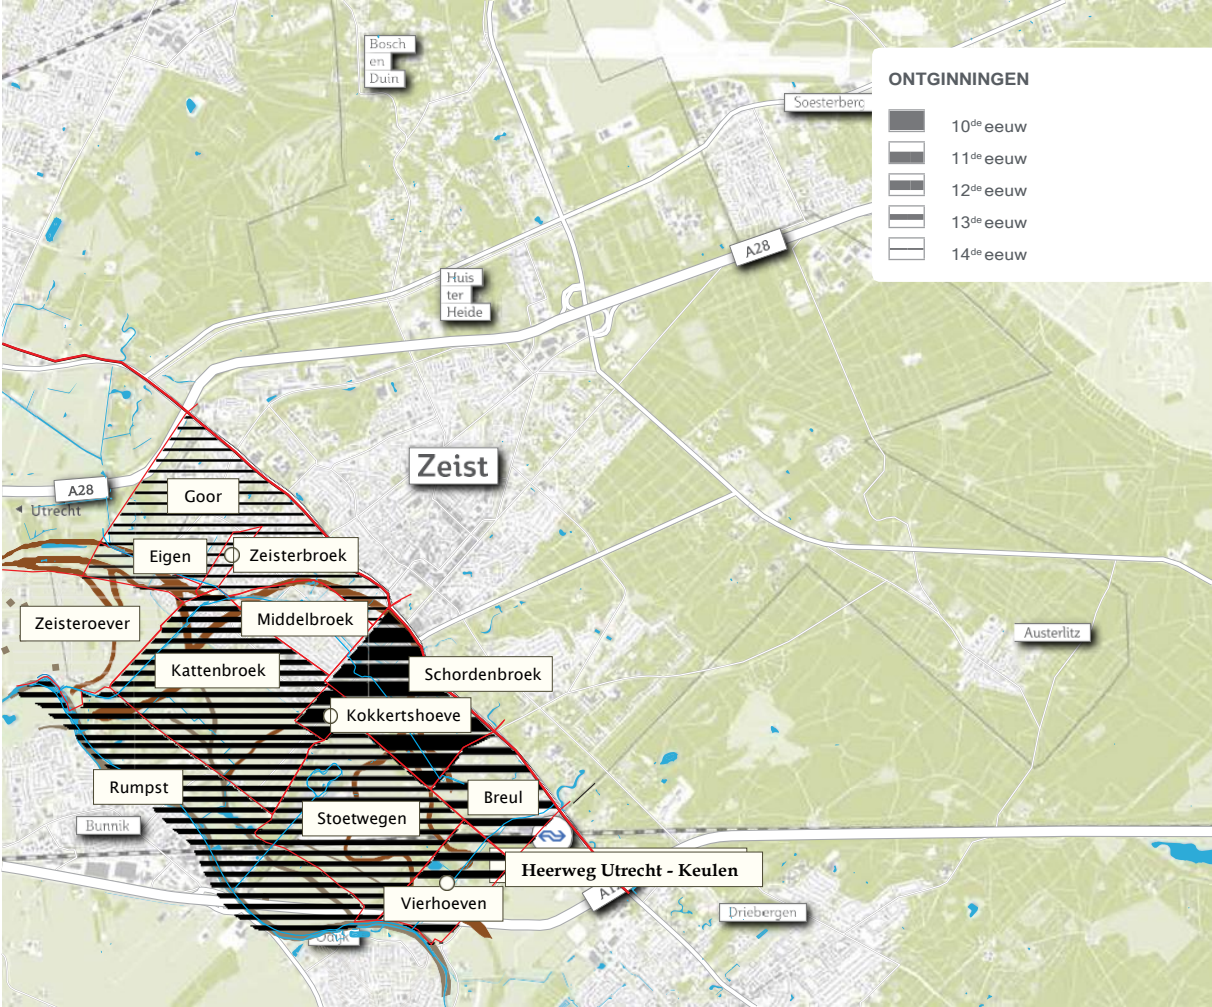 Bosch
en
Duin
ONTGINNINGEN
Soesterberg
10de eeuw
11de eeuw
12de eeuw
13de eeuw
14de eeuw
A28
Huis
ter
Heide
Zeist
A28
Utrecht
Goor
Eigen
Zeisterbroek
Zeisteroever
Middelbroek
Austerlitz
Kattenbroek
Schordenbroek
Kokkertshoeve
Rumpst
Breul
Stoetwegen
Bunnik
Heerweg Utrecht - Keulen
Vierhoeven
Driebergen
Odijk